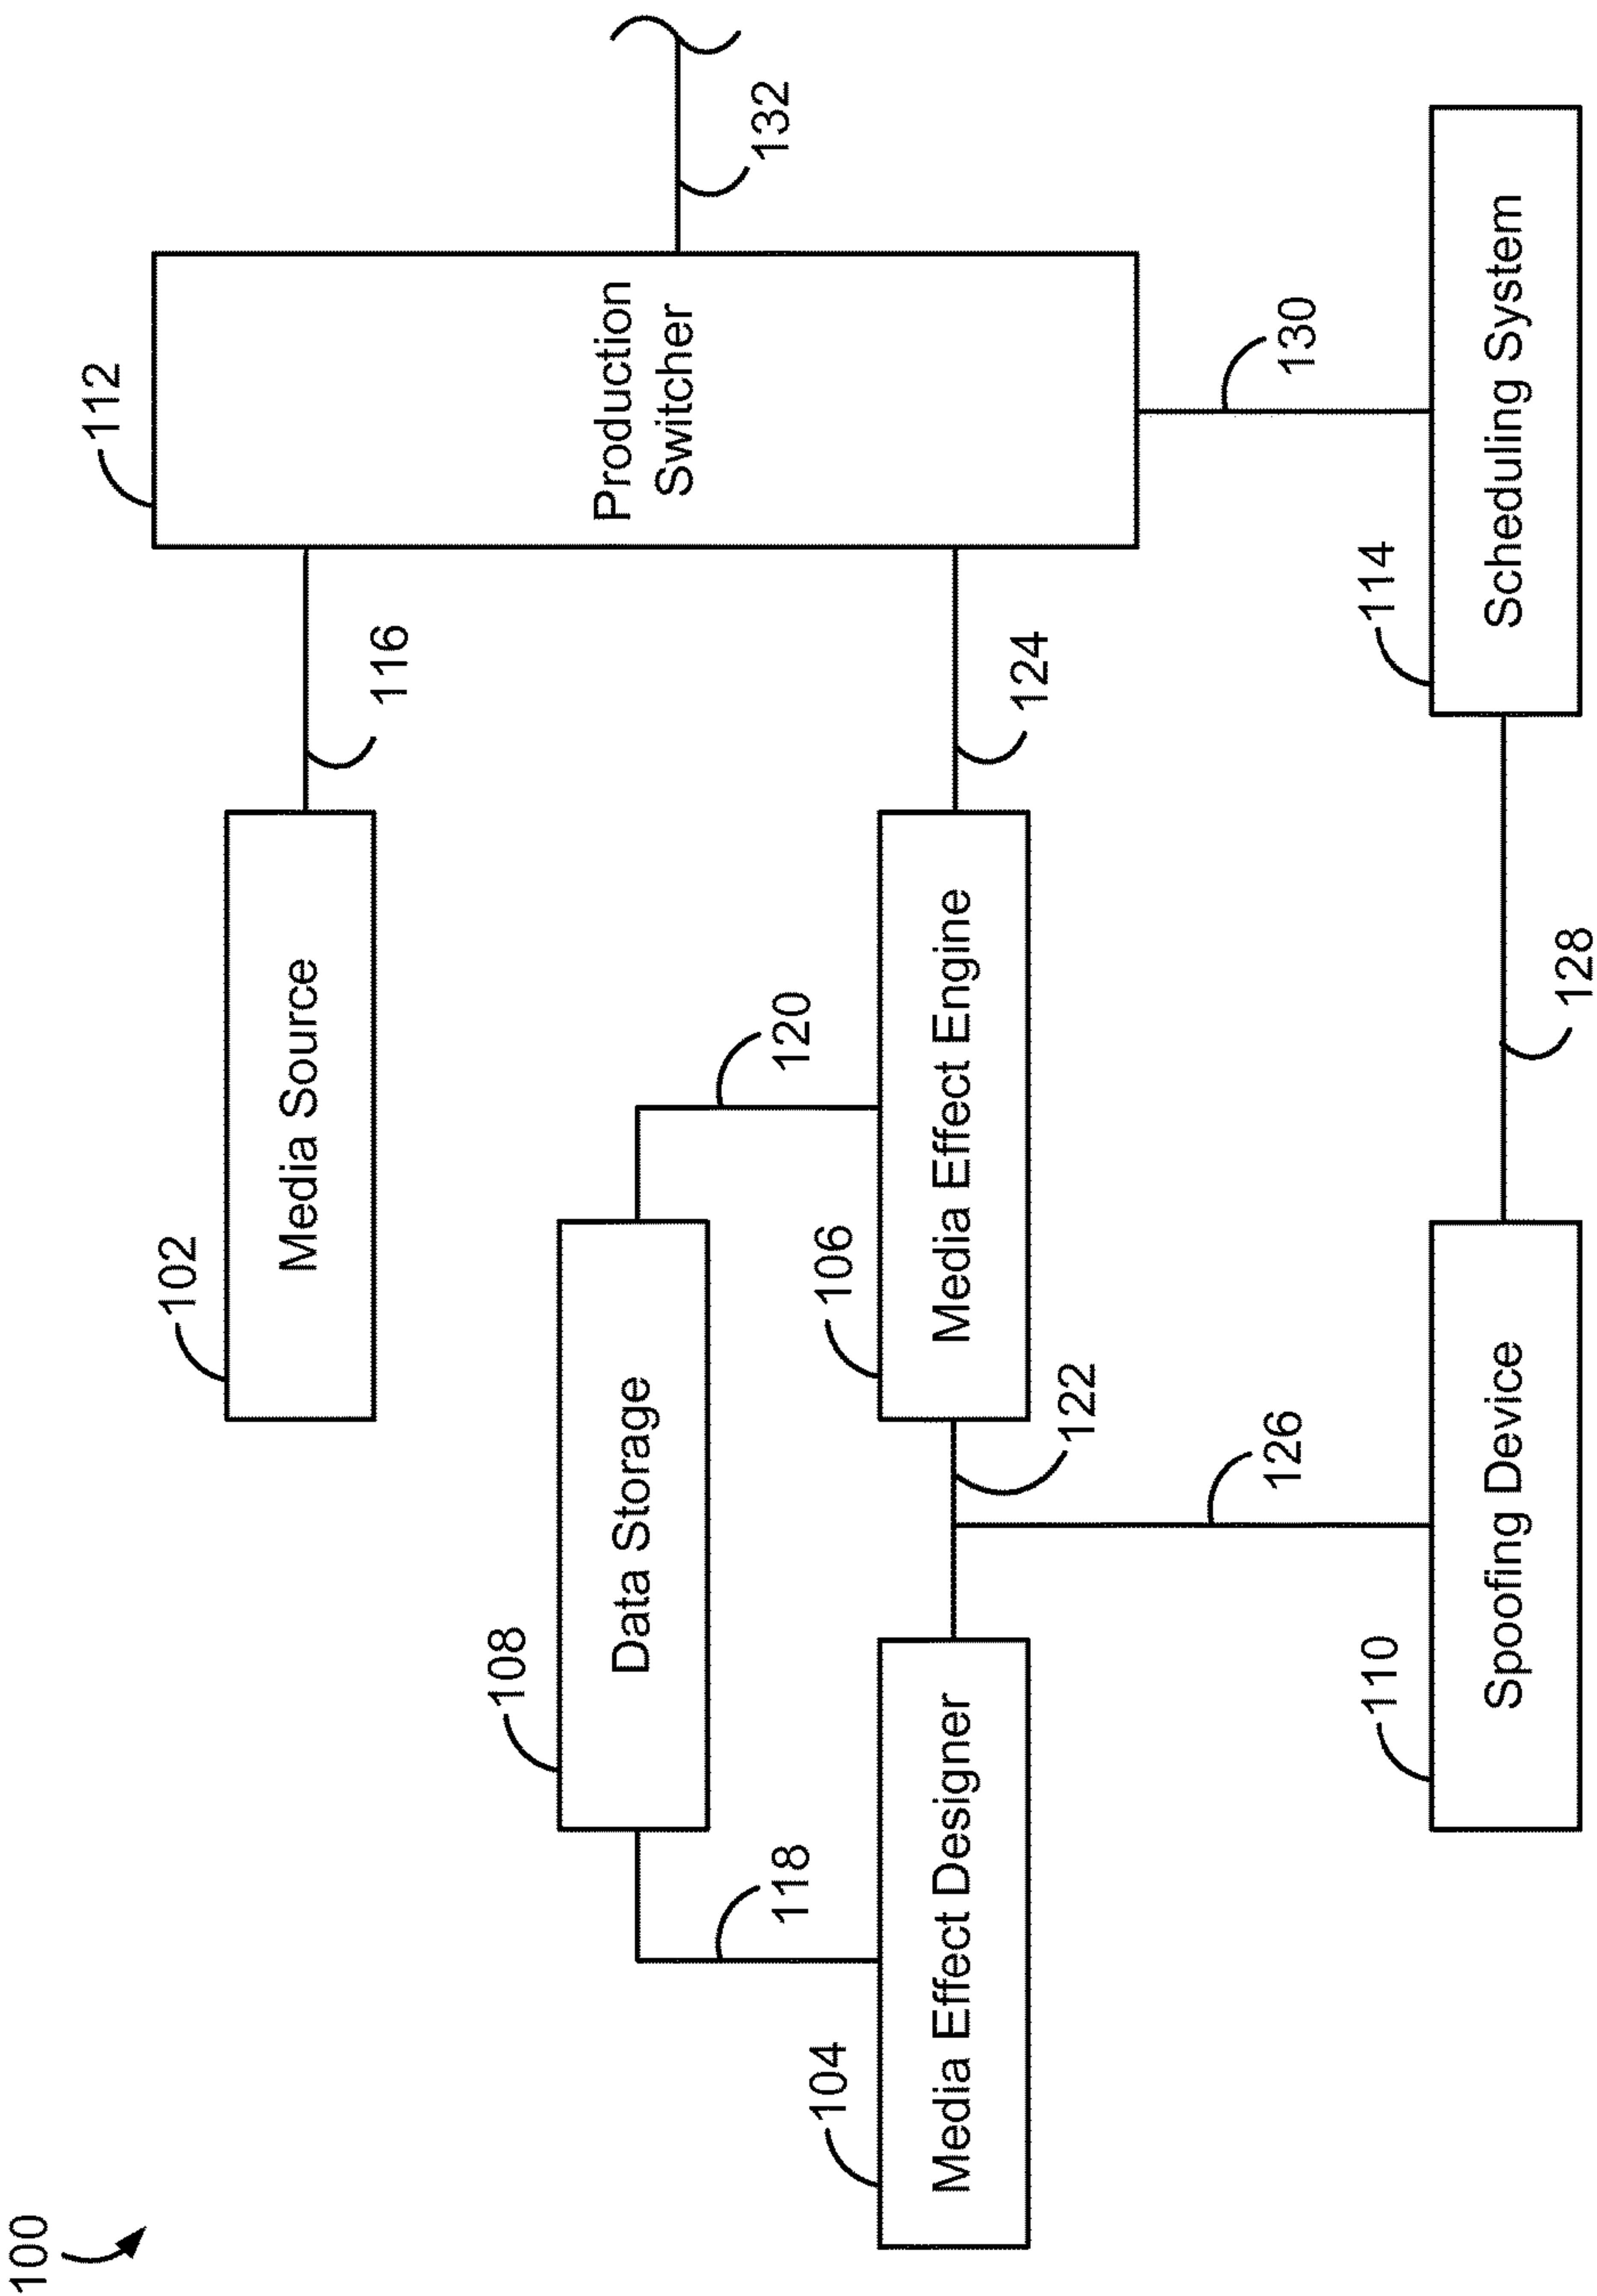 100
112
102
Media Source
116
Production
Switcher
132
108
Data Storage
118
120
104
Media Effect Designer
106
Media Effect Engine
122
124
126
130
110
Spoofing Device
128
114
Scheduling System